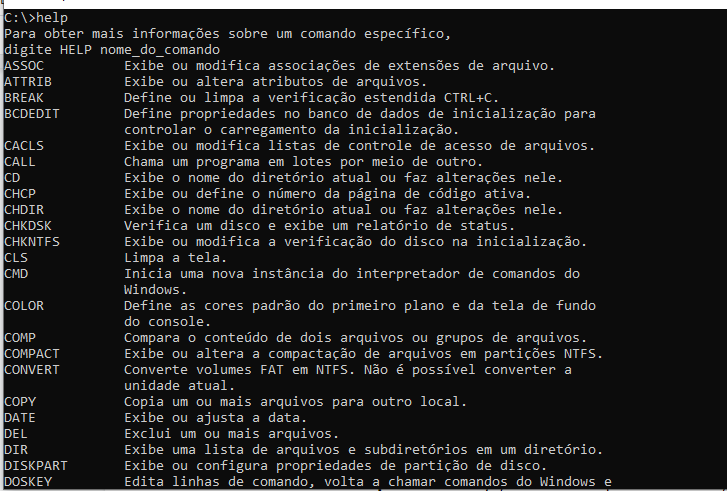 C:\>help
Para obter mais informações sobre um comando específico,
digite HELP nome_do_comando
ASSOC          Exibe ou modifica associações de extensões de arquivo.
ATTRIB         Exibe ou altera atributos de arquivos.
BREAK          Define ou limpa a verificação estendida CTRL+C.
BCDEDIT        Define propriedades no banco de dados de inicialização para
               controlar o carregamento da inicialização.
CACLS          Exibe ou modifica listas de controle de acesso de arquivos.
CALL           Chama um programa em lotes por meio de outro.
CD             Exibe o nome do diretório atual ou faz alterações nele.
CHCP           Exibe ou define o número da página de código ativa.
CHDIR          Exibe o nome do diretório atual ou faz alterações nele.
CHKDSK         Verifica um disco e exibe um relatório de status.
CHKNTFS        Exibe ou modifica a verificação do disco na inicialização.
CLS            Limpa a tela.
CMD            Inicia uma nova instância do interpretador de comandos do
               Windows.
COLOR          Define as cores padrão do primeiro plano e da tela de fundo
               do console.
COMP           Compara o conteúdo de dois arquivos ou grupos de arquivos.
COMPACT        Exibe ou altera a compactação de arquivos em partições NTFS.
CONVERT        Converte volumes FAT em NTFS. Não é possível converter a
               unidade atual.
COPY           Copia um ou mais arquivos para outro local.
DATE           Exibe ou ajusta a data.
DEL            Exclui um ou mais arquivos.
DIR            Exibe uma lista de arquivos e subdiretórios em um diretório.
DISKPART       Exibe ou configura propriedades de partição de disco.
DOSKEY         Edita linhas de comando, volta a chamar comandos do Windows e